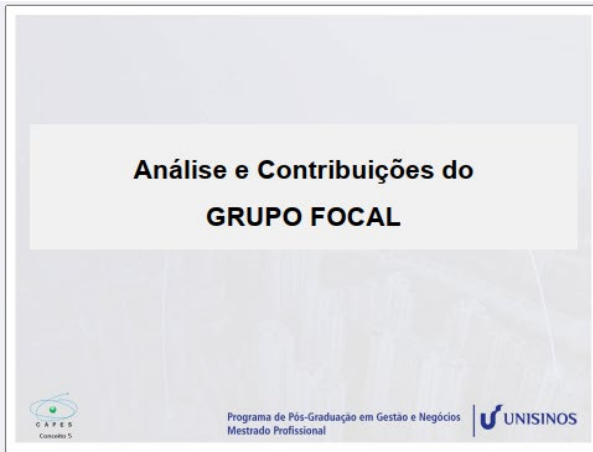 Análise e Contribuições do
GRUPO FOCAL
CAPES
Conceito 5
Programa de Pós-Graduação em Gestão e Negócios
Mestrado Profissional
UNISINOS